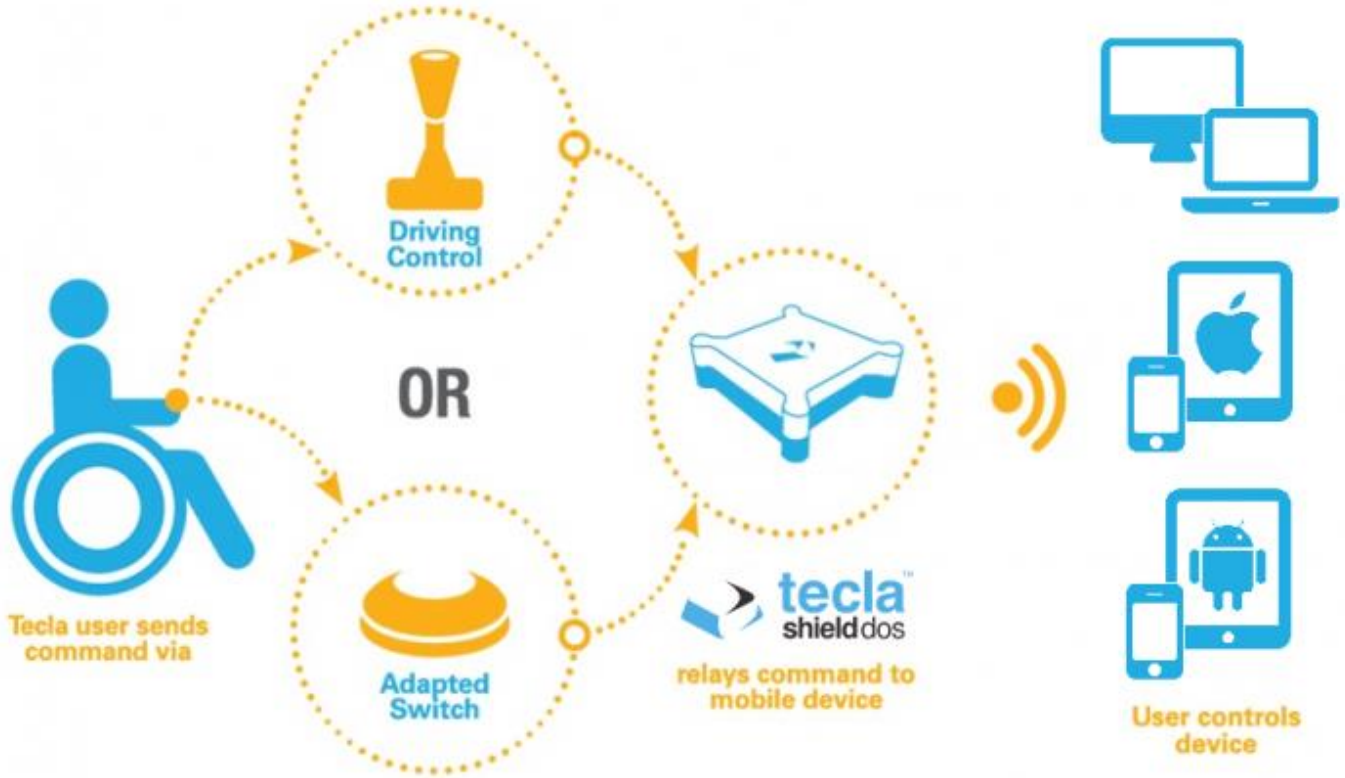 Tecla user sends
command via
Driving
Control
OR
Adapted
Switch
tecla™
shield dos
relays command to
mobile device
User controls
device